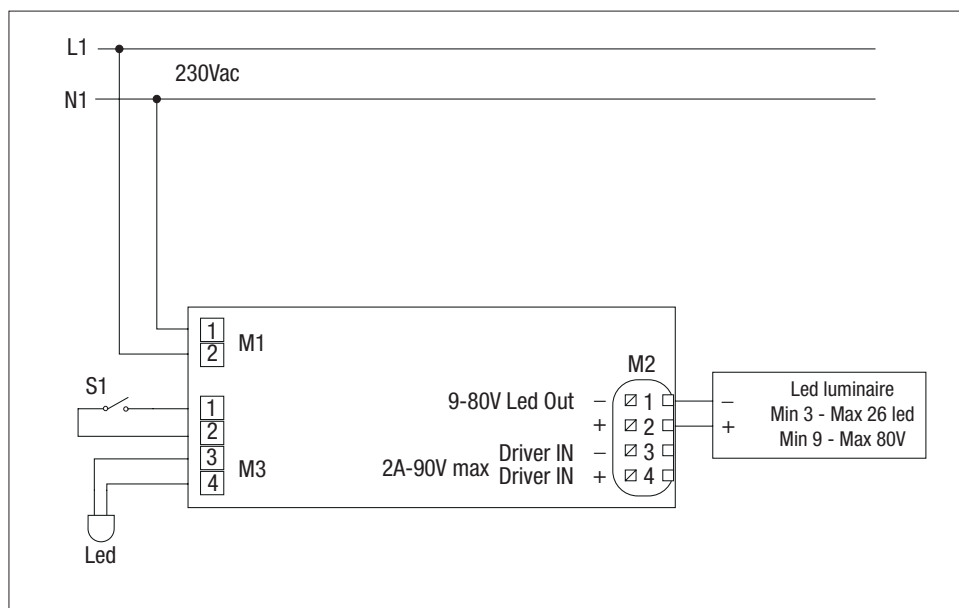 L1
230Vac
N1
1
2
M1
S1
1
2
3
4
M3
Led
M2
9-80V Led Out − 1
+ 2
Driver IN − 3
2A-90V max
Driver IN + 4
−
+
Led luminaire
Min 3 - Max 26 led
Min 9 - Max 80V